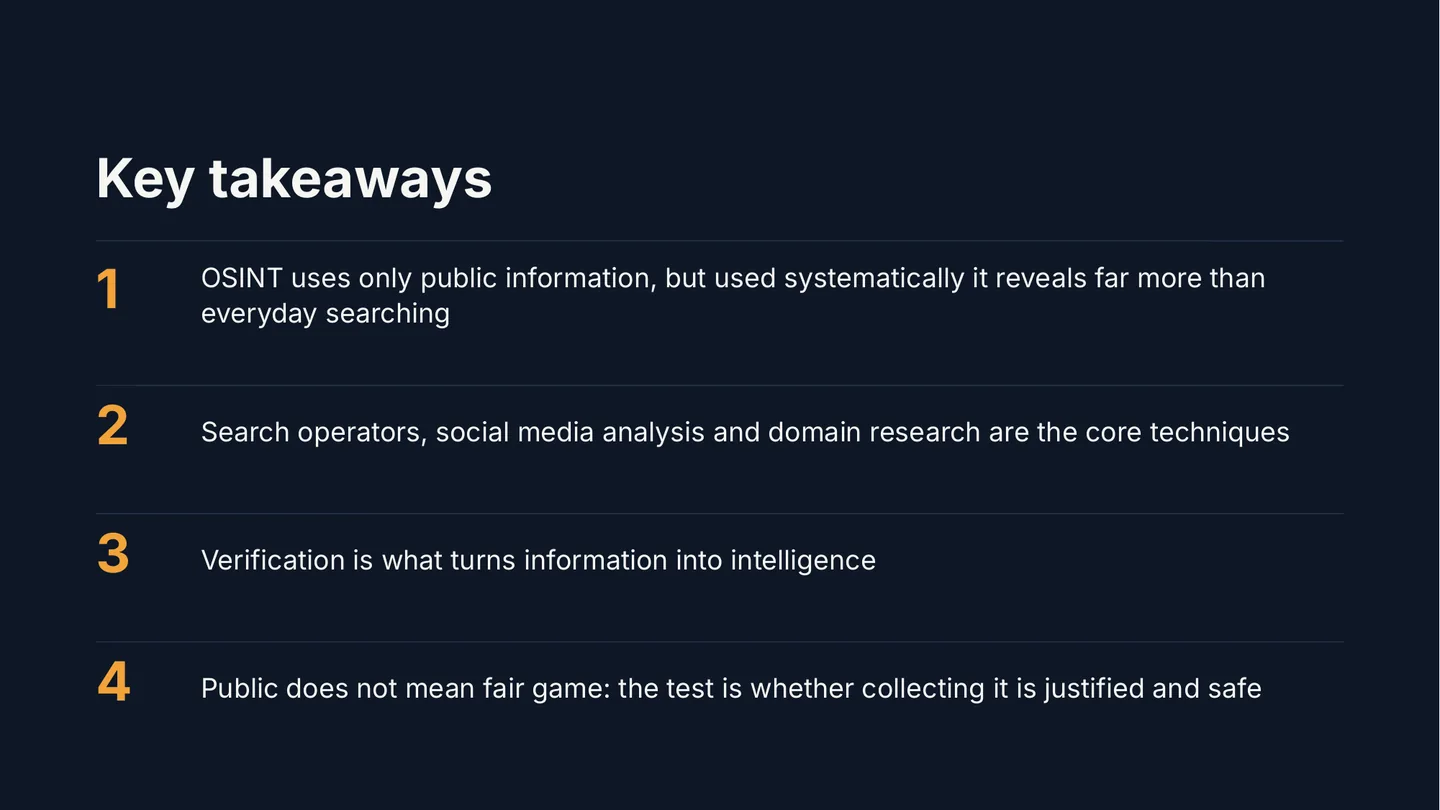 Key takeaways
1
OSINT uses only public information, but used systematically it reveals far more than
everyday searching
2
Search operators, social media analysis and domain research are the core techniques
3
Verification is what turns information into intelligence
4
Public does not mean fair game: the test is whether collecting it is justified and safe